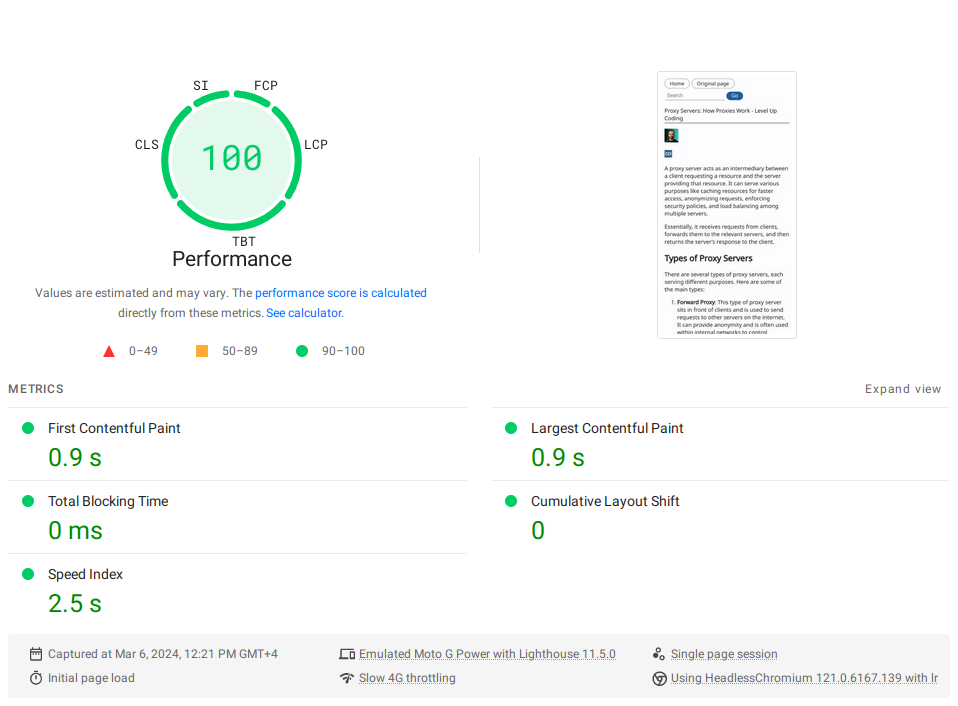 SI
FCP
CLS
LCP
100
TBT
Performance
Values are estimated and may vary. The performance score is calculated
directly from these metrics. See calculator.
0–49
50–89
90–100
Home
Original page
Search
Go
Proxy Servers: How Proxies Work - Level Up
Coding
A proxy server acts as an intermediary between
a client requesting a resource and the server
providing that resource. It can serve various
purposes like caching resources for faster
access, anonymizing requests, enforcing
security policies, and load balancing among
multiple servers.
Essentially, it receives requests from clients,
forwards them to the relevant servers, and then
returns the server's response to the client.
Types of Proxy Servers
There are several types of proxy servers, each
serving different purposes. Here are some of
the main types:
1. Forward Proxy: This type of proxy server
sits in front of clients and is used to send
requests to other servers on the internet.
It can provide anonymity and is often used
within internal networks to control
METRICS
Expand view
First Contentful Paint
0.9 s
Largest Contentful Paint
0.9 s
Total Blocking Time
0 ms
Cumulative Layout Shift
0
Speed Index
2.5 s
Captured at Mar 6, 2024, 12:21 PM GMT+4
Emulated Moto G Power with Lighthouse 11.5.0
Single page session
Initial page load
Slow 4G throttling
Using HeadlessChromium 121.0.6167.139 with lr